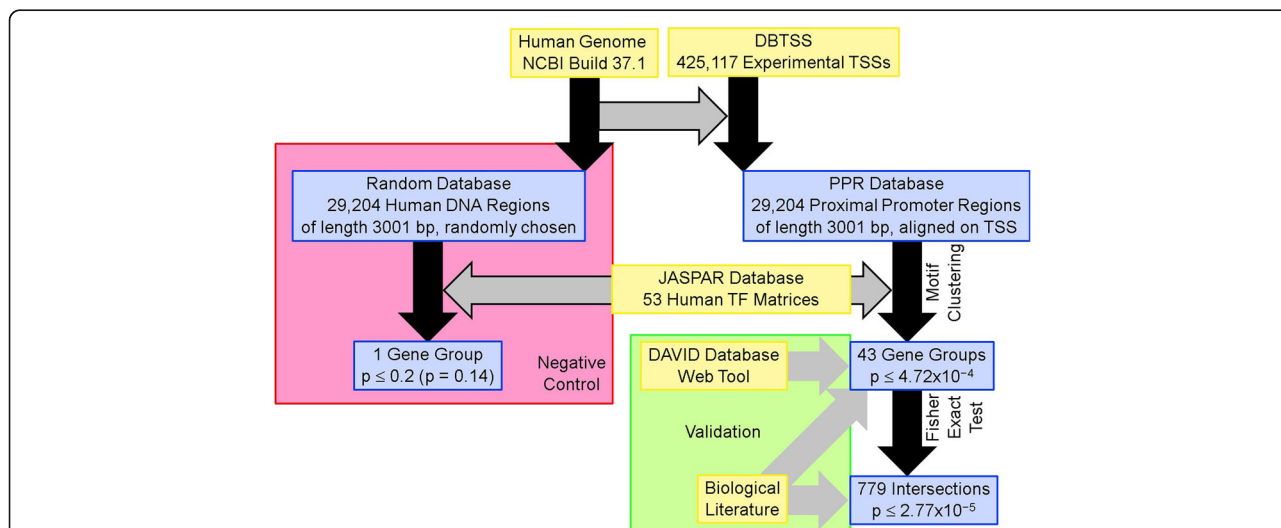 Human Genome
NCBI Build 37.1
DBTSS
425,117 Experimental TSSs
Random Database
29,204 Human DNA Regions
of length 3001 bp, randomly chosen
PPR Database
29,204 Proximal Promoter Regions
of length 3001 bp, aligned on TSS
JASPAR Database
53 Human TF Matrices
Motif
Clustering
1 Gene Group
p ≤ 0.2 (p = 0.14)
Negative
Control
DAVID Database
Web Tool
43 Gene Groups
p ≤ 4.72x10⁻⁴
Validation
Fisher
Exact
Test
Biological
Literature
779 Intersections
p ≤ 2.77x10⁻⁵